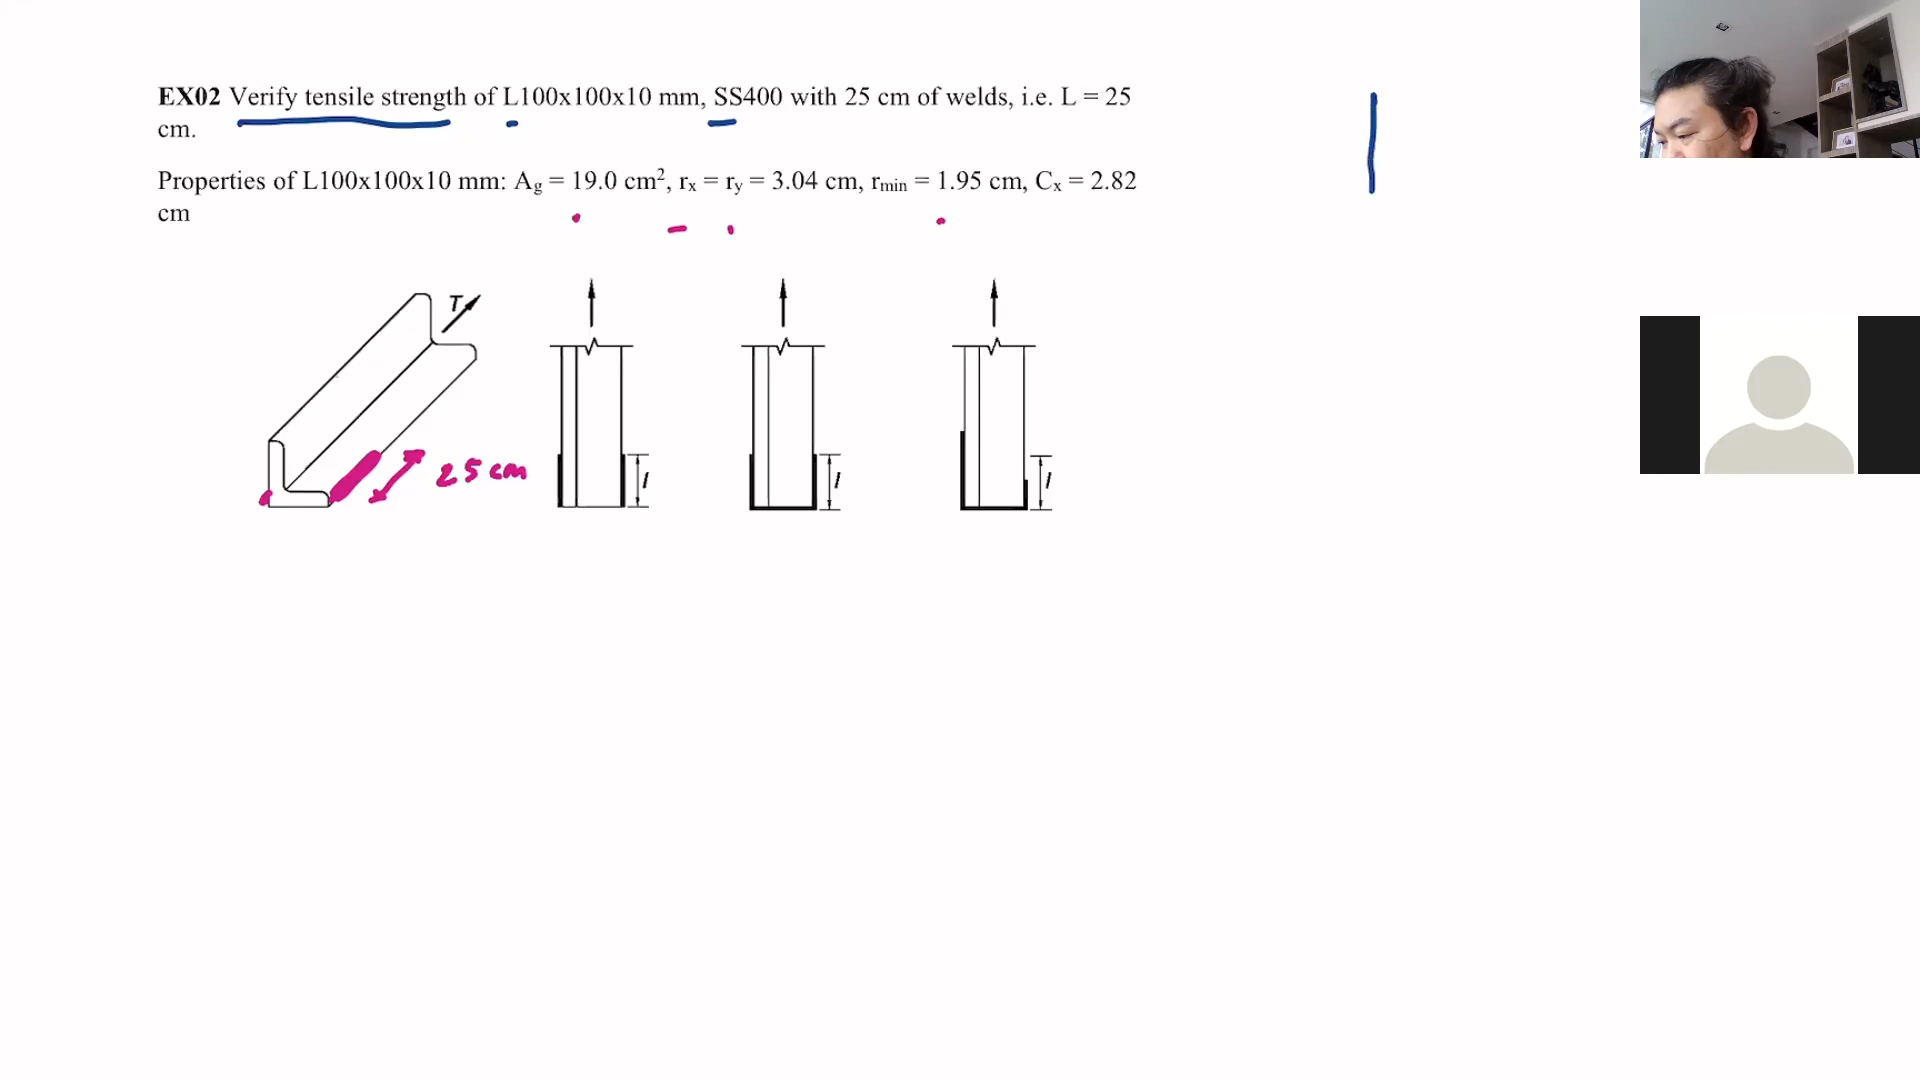 EX02 Verify tensile strength of L100x100x10 mm, SS400 with 25 cm of welds, i.e. L = 25
cm.
Properties of L100x100x10 mm: Ag = 19.0 cm², rx = ry = 3.04 cm, rmin = 1.95 cm, Cx = 2.82
cm
T
25 cm
l
l
l